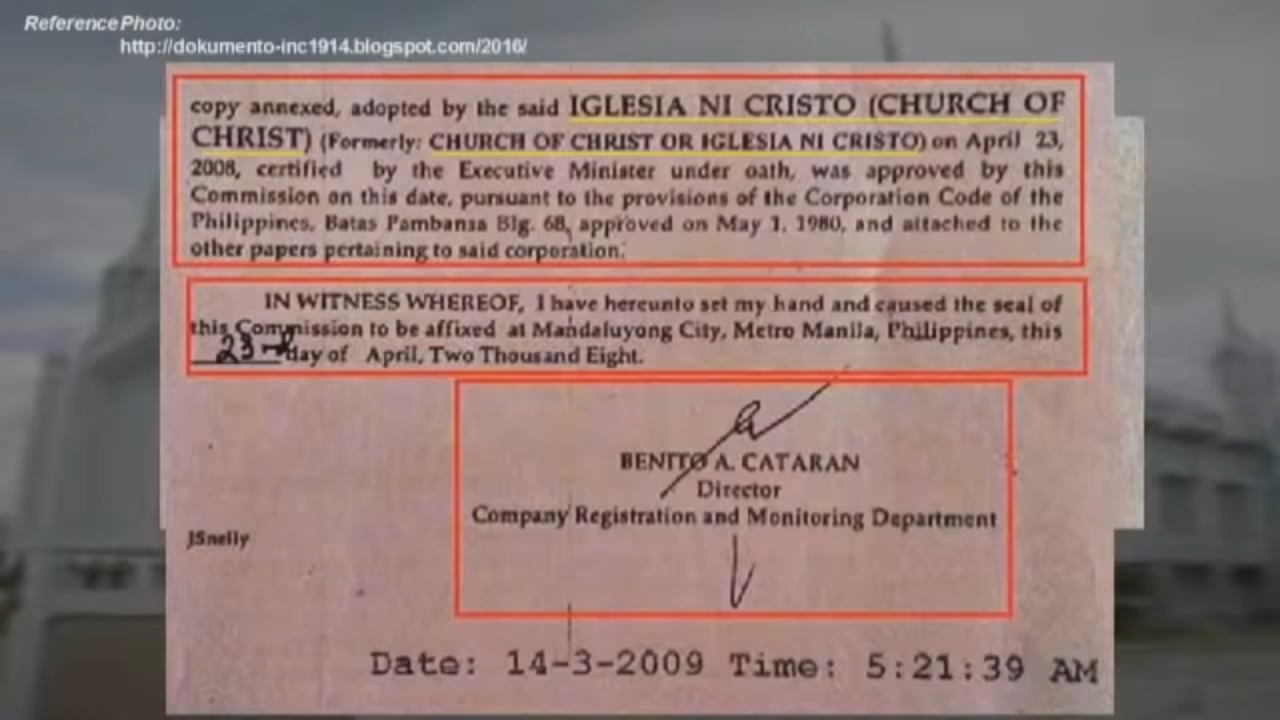 Reference Photo:
http://dokumento-inc1914.blogspot.com/2016/
copy annexed, adopted by the said IGLESIA NI CRISTO (CHURCH OF
CHRIST) (Formerly: CHURCH OF CHRIST OR IGLESIA NI CRISTO) on April 23,
2008, certified by the Executive Minister under oath, was approved by this
Commission on this date, pursuant to the provisions of the Corporation Code of the
Philippines, Batas Pambansa Blg. 68, approved on May 1, 1980, and attached to the
other papers pertaining to said corporation.
IN WITNESS WHEREOF, I have hereunto set my hand and caused the seal of
this Commission to be affixed at Mandaluyong City, Metro Manila, Philippines, this
23rd day of April, Two Thousand Eight.
BENITO A. CATARAN
Director
Company Registration and Monitoring Department
JSnelly
Date: 14-3-2009 Time: 5:21:39 AM